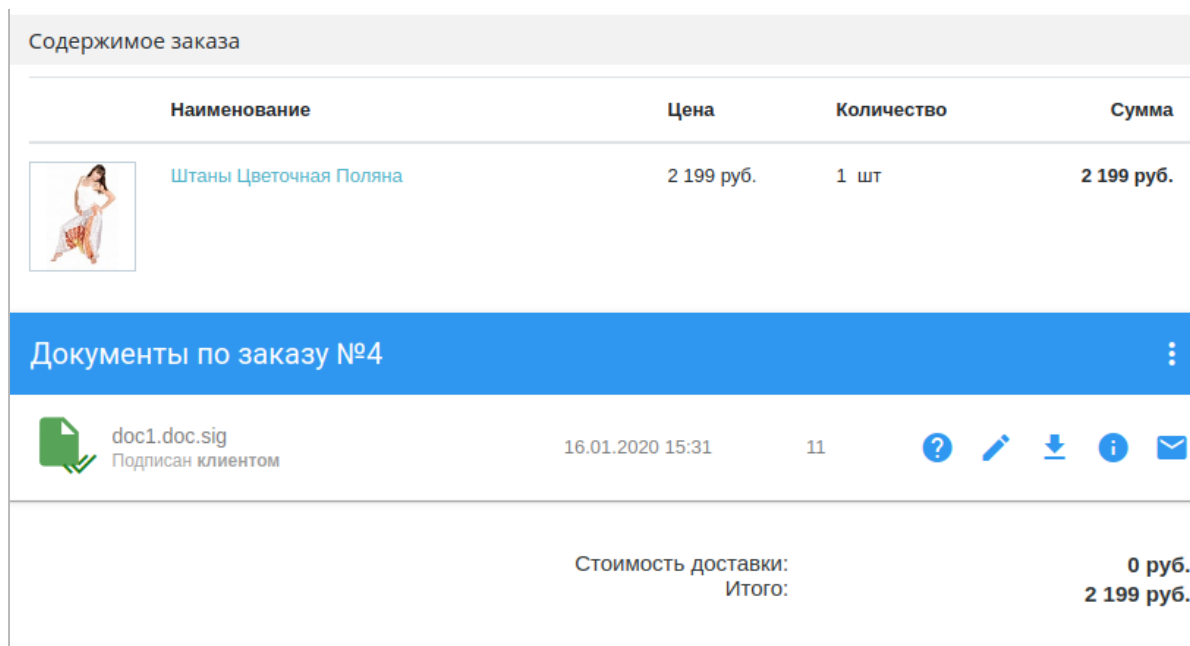 Содержимое заказа
Наименование Цена Количество Сумма
Штаны Цветочная Поляна 2 199 руб. 1 шт 2 199 руб.
Документы по заказу №4
doc1.doc.sig 16.01.2020 15:31 11
Подписан клиентом
Стоимость доставки: 0 руб.
Итого: 2 199 руб.